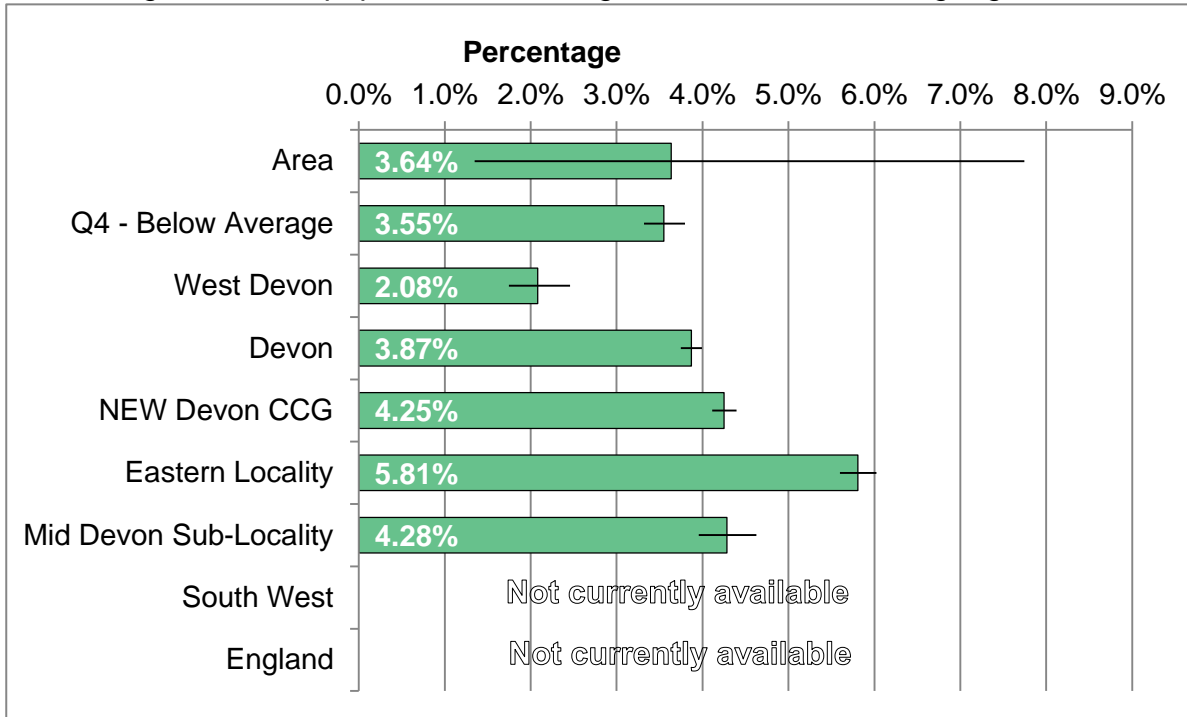 Percentage
0.0% 1.0% 2.0% 3.0% 4.0% 5.0% 6.0% 7.0% 8.0% 9.0%
Area 3.64%
Q4 - Below Average 3.55%
West Devon 2.08%
Devon 3.87%
NEW Devon CCG 4.25%
Eastern Locality 5.81%
Mid Devon Sub-Locality 4.28%
South West Not currently available
England Not currently available